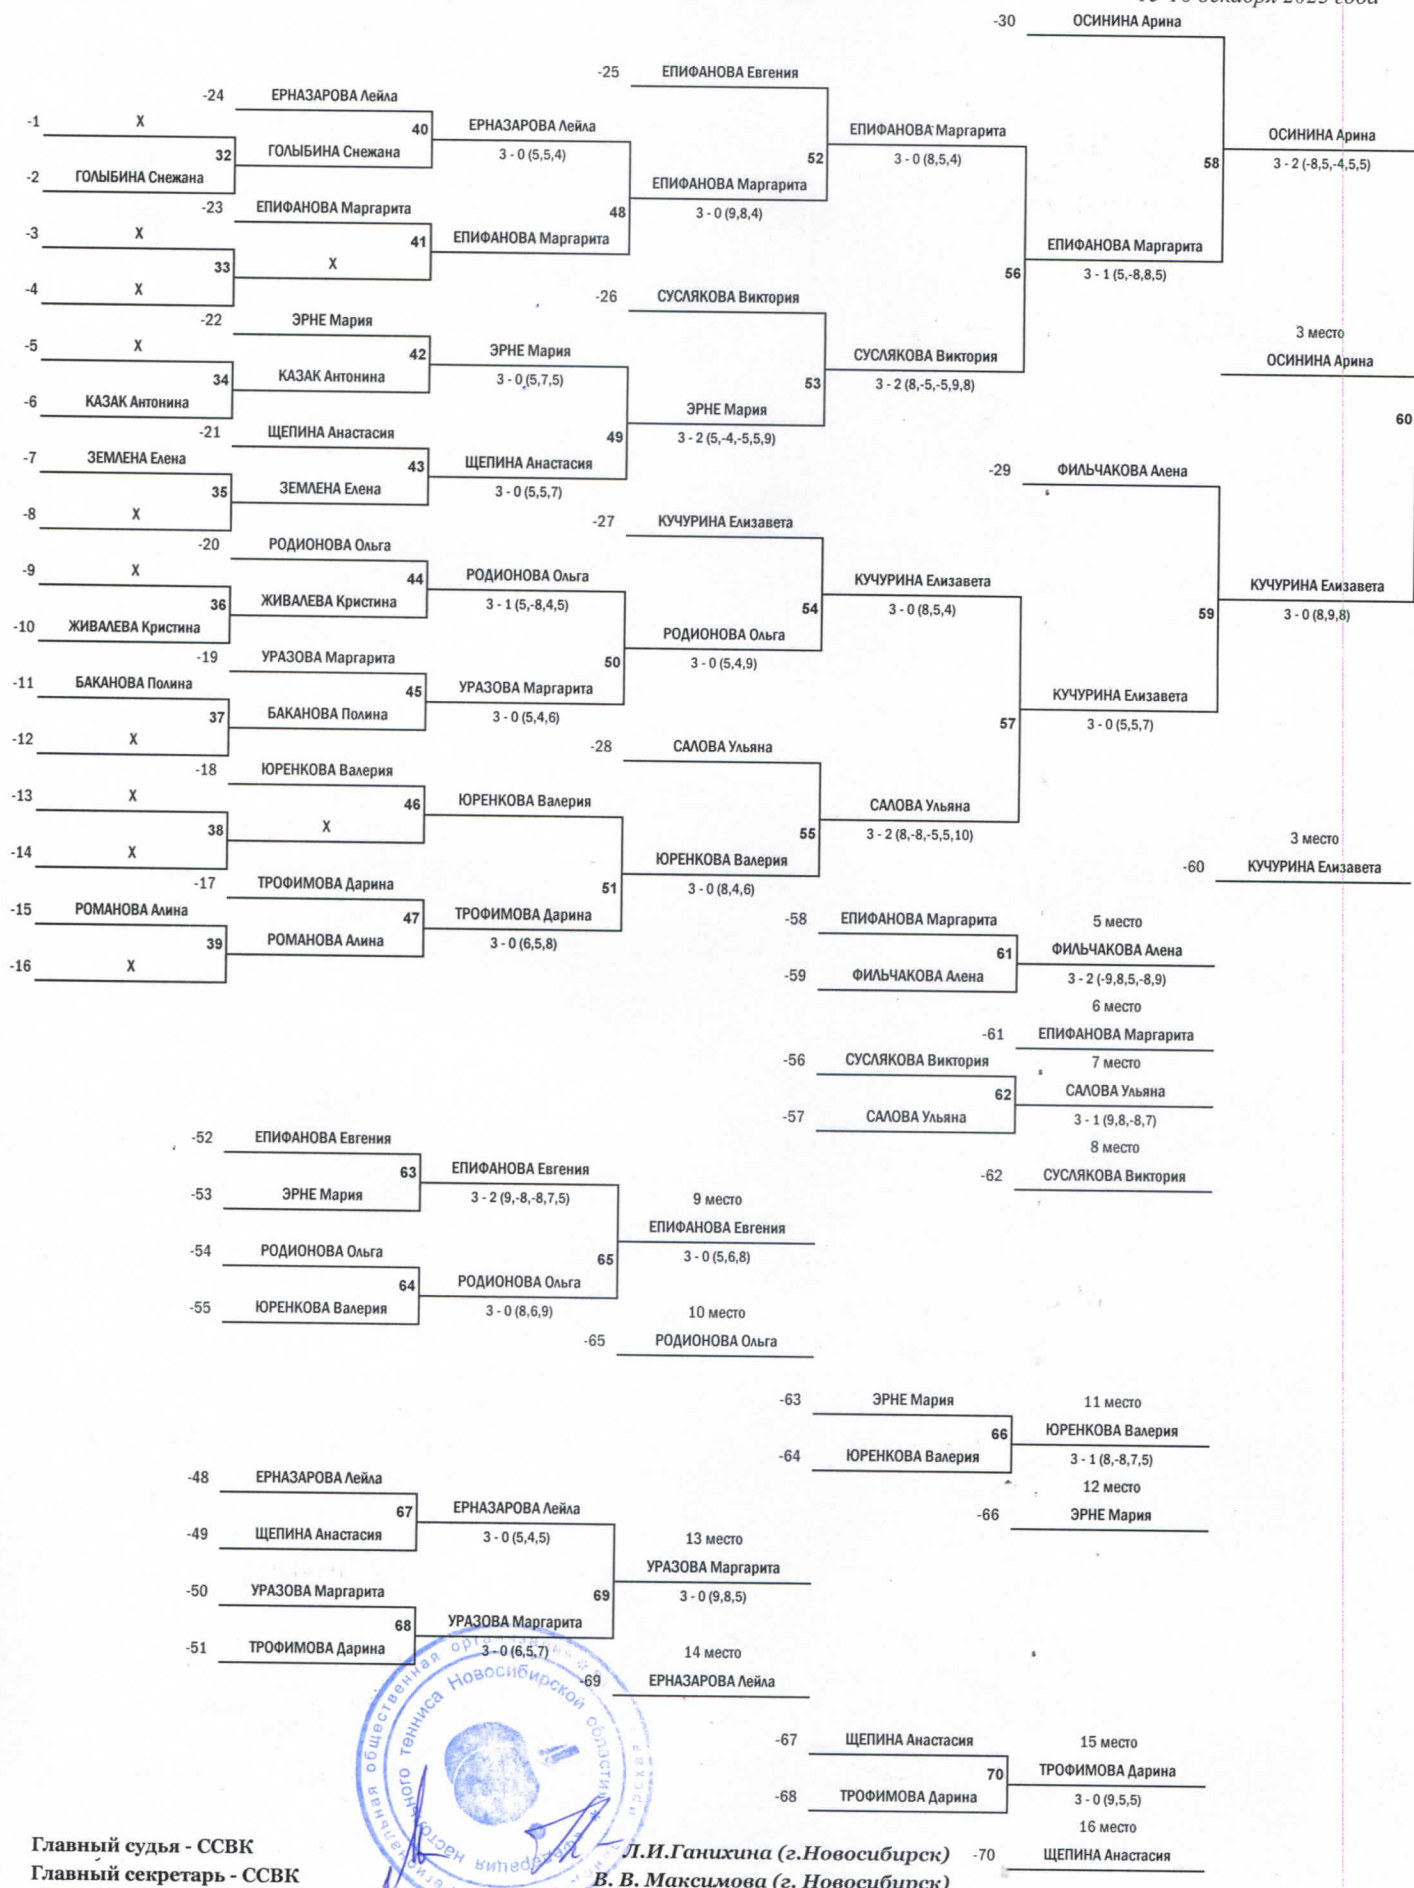 -30 ОСИНИНА Арина
-25 ЕПИФАНОВА Евгения
-24 ЕРНАЗАРОВА Лейла
-1 X
40 ЕРНАЗАРОВА Лейла
3 - 0 (5,5,4)
ЕПИФАНОВА Маргарита
3 - 0 (8,5,4)
ОСИНИНА Арина
3 - 2 (-8,5,-4,5,5)
32 ГОЛЫБИНА Снежана
52
58
-2 ГОЛЫБИНА Снежана
ЕПИФАНОВА Маргарита
3 - 0 (9,8,4)
-23 ЕПИФАНОВА Маргарита
48
-3 X
41 ЕПИФАНОВА Маргарита
ЕПИФАНОВА Маргарита
3 - 1 (5,-8,8,5)
33 X
56
-4 X
-26 СУСЛЯКОВА Виктория
-22 ЭРНЕ Мария
3 место
-5 X
42 ЭРНЕ Мария
3 - 0 (5,7,5)
СУСЛЯКОВА Виктория
3 - 2 (8,-5,-5,9,8)
ОСИНИНА Арина
34 КАЗАК Антонина
53
-6 КАЗАК Антонина
ЭРНЕ Мария
3 - 2 (5,-4,-5,5,9)
60
-21 ЩЕПИНА Анастасия
49
-7 ЗЕМЛЕНА Елена
43 ЩЕПИНА Анастасия
3 - 0 (5,5,7)
-29 ФИЛЬЧАКОВА Алена
35 ЗЕМЛЕНА Елена
-8 X
-27 КУЧУРИНА Елизавета
-20 РОДИОНОВА Ольга
-9 X
44 РОДИОНОВА Ольга
3 - 1 (5,-8,4,5)
КУЧУРИНА Елизавета
3 - 0 (8,5,4)
КУЧУРИНА Елизавета
3 - 0 (8,9,8)
36 ЖИВАЛЕВА Кристина
54
59
-10 ЖИВАЛЕВА Кристина
РОДИОНОВА Ольга
3 - 0 (5,4,9)
-19 УРАЗОВА Маргарита
50
-11 БАКАНОВА Полина
45 УРАЗОВА Маргарита
3 - 0 (5,4,6)
КУЧУРИНА Елизавета
3 - 0 (5,5,7)
37 БАКАНОВА Полина
57
-12 X
-28 САЛОВА Ульяна
-18 ЮРЕНКОВА Валерия
-13 X
46 ЮРЕНКОВА Валерия
САЛОВА Ульяна
3 - 2 (8,-8,-5,5,10)
38 X
55
3 место
-14 X
ЮРЕНКОВА Валерия
3 - 0 (8,4,6)
-60 КУЧУРИНА Елизавета
-17 ТРОФИМОВА Дарина
51
-15 РОМАНОВА Алина
47 ТРОФИМОВА Дарина
3 - 0 (6,5,8)
-58 ЕПИФАНОВА Маргарита
5 место
39 РОМАНОВА Алина
61 ФИЛЬЧАКОВА Алена
3 - 2 (-9,8,5,-8,9)
-16 X
-59 ФИЛЬЧАКОВА Алена
6 место
-61 ЕПИФАНОВА Маргарита
-56 СУСЛЯКОВА Виктория
7 место
62 САЛОВА Ульяна
3 - 1 (9,8,-8,7)
-57 САЛОВА Ульяна
8 место
-62 СУСЛЯКОВА Виктория
-52 ЕПИФАНОВА Евгения
63 ЕПИФАНОВА Евгения
3 - 2 (9,-8,-8,7,5)
-53 ЭРНЕ Мария
9 место
ЕПИФАНОВА Евгения
3 - 0 (5,6,8)
-54 РОДИОНОВА Ольга
65
64 РОДИОНОВА Ольга
3 - 0 (8,6,9)
-55 ЮРЕНКОВА Валерия
10 место
-65 РОДИОНОВА Ольга
-63 ЭРНЕ Мария
11 место
66 ЮРЕНКОВА Валерия
3 - 1 (8,-8,7,5)
-64 ЮРЕНКОВА Валерия
12 место
-66 ЭРНЕ Мария
-48 ЕРНАЗАРОВА Лейла
67 ЕРНАЗАРОВА Лейла
3 - 0 (5,4,5)
-49 ЩЕПИНА Анастасия
13 место
УРАЗОВА Маргарита
3 - 0 (9,8,5)
-50 УРАЗОВА Маргарита
69
68 УРАЗОВА Маргарита
3 - 0 (6,5,7)
-51 ТРОФИМОВА Дарина
14 место
-69 ЕРНАЗАРОВА Лейла
общественная организация
настольного тенниса Новосибирской области
Федерация
-67 ЩЕПИНА Анастасия
15 место
70 ТРОФИМОВА Дарина
3 - 0 (9,5,5)
-68 ТРОФИМОВА Дарина
16 место
-70 ЩЕПИНА Анастасия
Главный судья - ССВК Л.И.Ганихина (г.Новосибирск)
Главный секретарь - ССВК В. В. Максимова (г. Новосибирск)